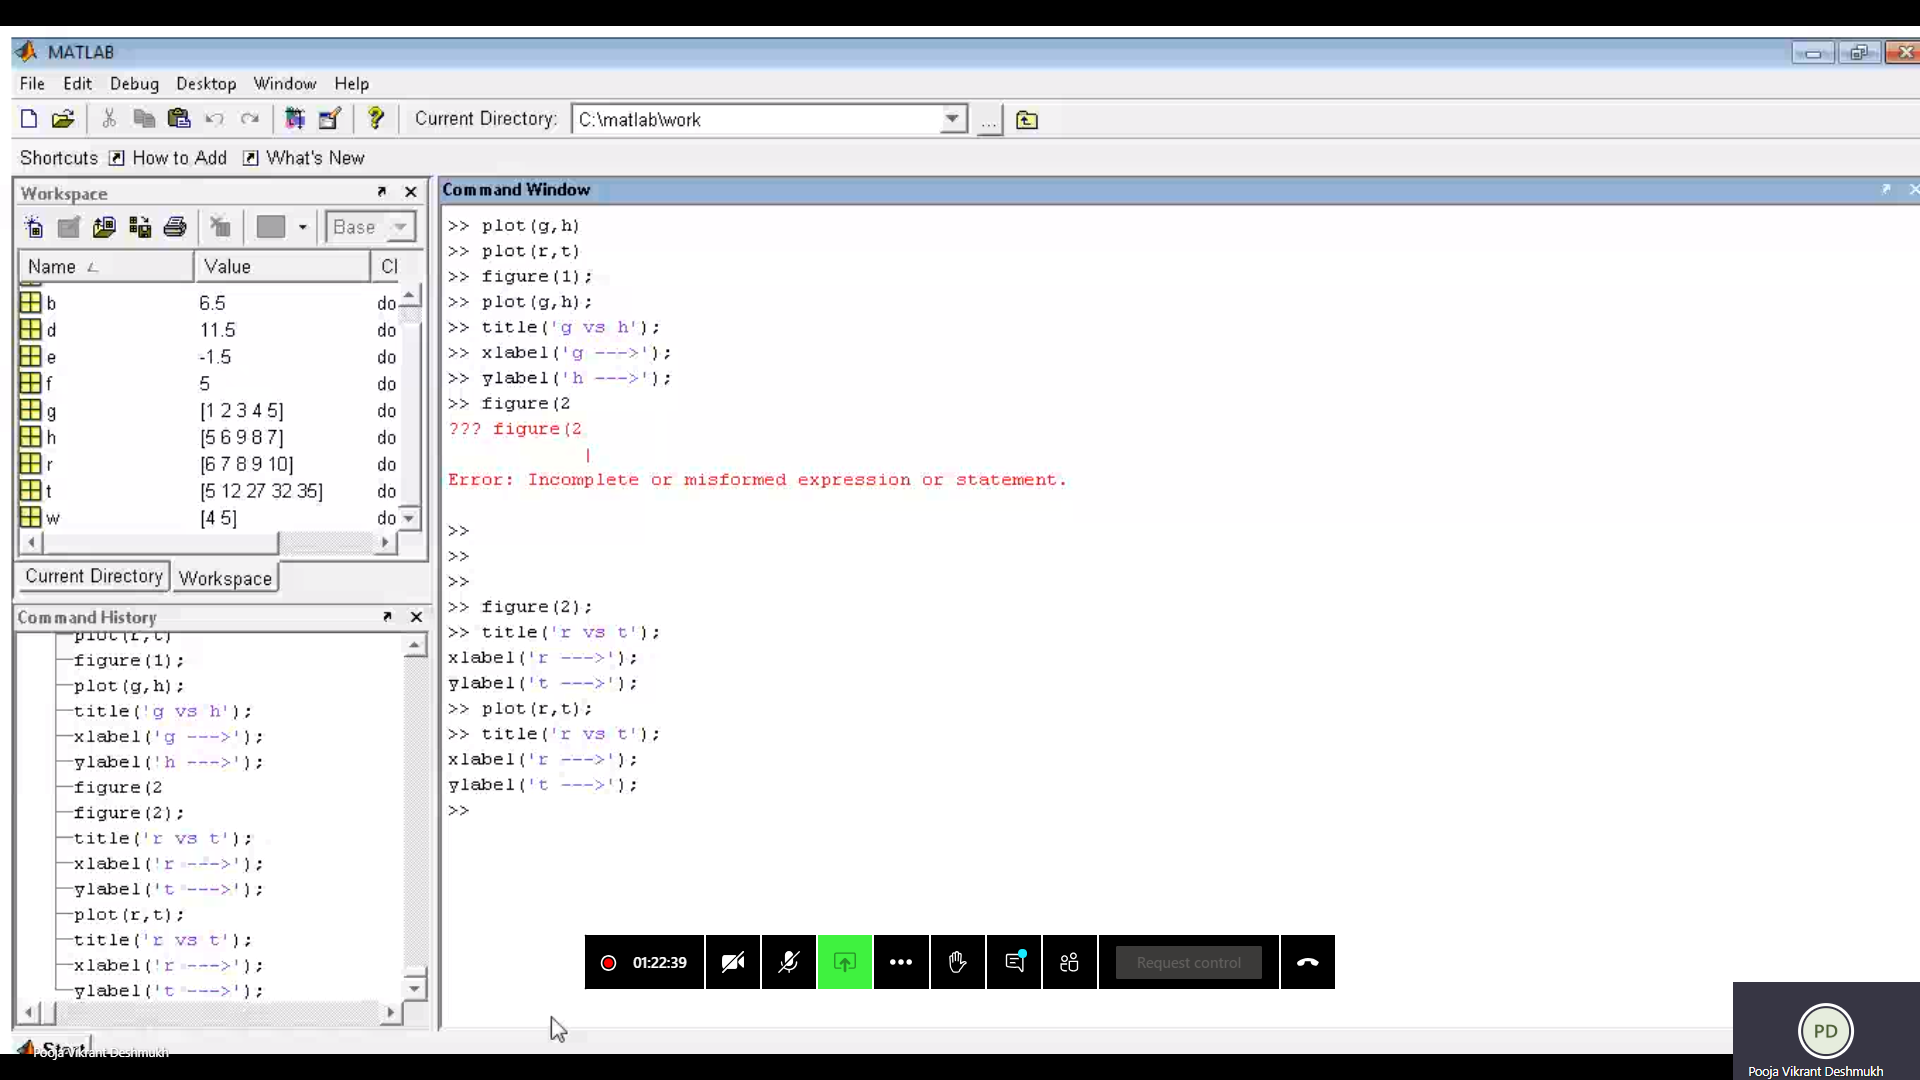 MATLAB
File Edit Debug Desktop Window Help
Current Directory: C:\matlab\work ...
Shortcuts How to Add What's New
Workspace
Base
Name Value Cl
b 6.5 do
d 11.5 do
e -1.5 do
f 5 do
g [1 2 3 4 5] do
h [5 6 9 8 7] do
r [6 7 8 9 10] do
t [5 12 27 32 35] do
w [4 5] do
Current Directory Workspace
Command History
plot(r,t)
figure(1);
plot(g,h);
title('g vs h');
xlabel('g --->');
ylabel('h --->');
figure(2
figure(2);
title('r vs t');
xlabel('r --->');
ylabel('t --->');
plot(r,t);
title('r vs t');
xlabel('r --->');
ylabel('t --->');
Start
Pooja Vikrant Deshmukh
Command Window
>> plot(g,h)
>> plot(r,t)
>> figure(1);
>> plot(g,h);
>> title('g vs h');
>> xlabel('g --->');
>> ylabel('h --->');
>> figure(2
??? figure(2
|
Error: Incomplete or misformed expression or statement.
>>
>>
>>
>> figure(2);
>> title('r vs t');
xlabel('r --->');
ylabel('t --->');
>> plot(r,t);
>> title('r vs t');
xlabel('r --->');
ylabel('t --->');
>>
01:22:39
Request control
PD
Pooja Vikrant Deshmukh